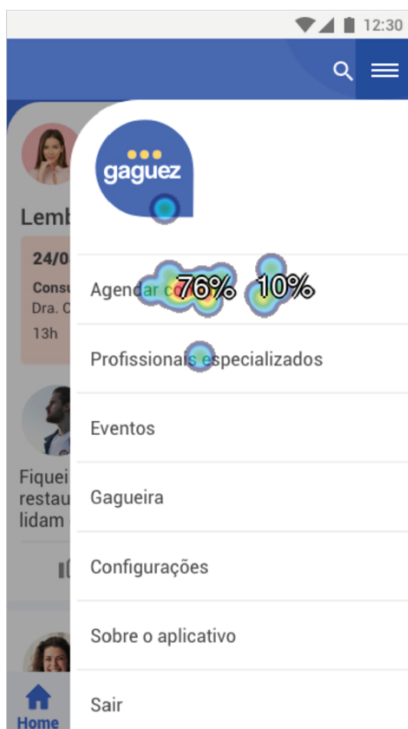 12:30
gaguez
Lemb
24/0
Consu
Dra. C
13h
Agendar co
76% 10%
Profissionais especializados
Eventos
Fiquei
restau
lidam
Gagueira
Configurações
Sobre o aplicativo
Sair
Home